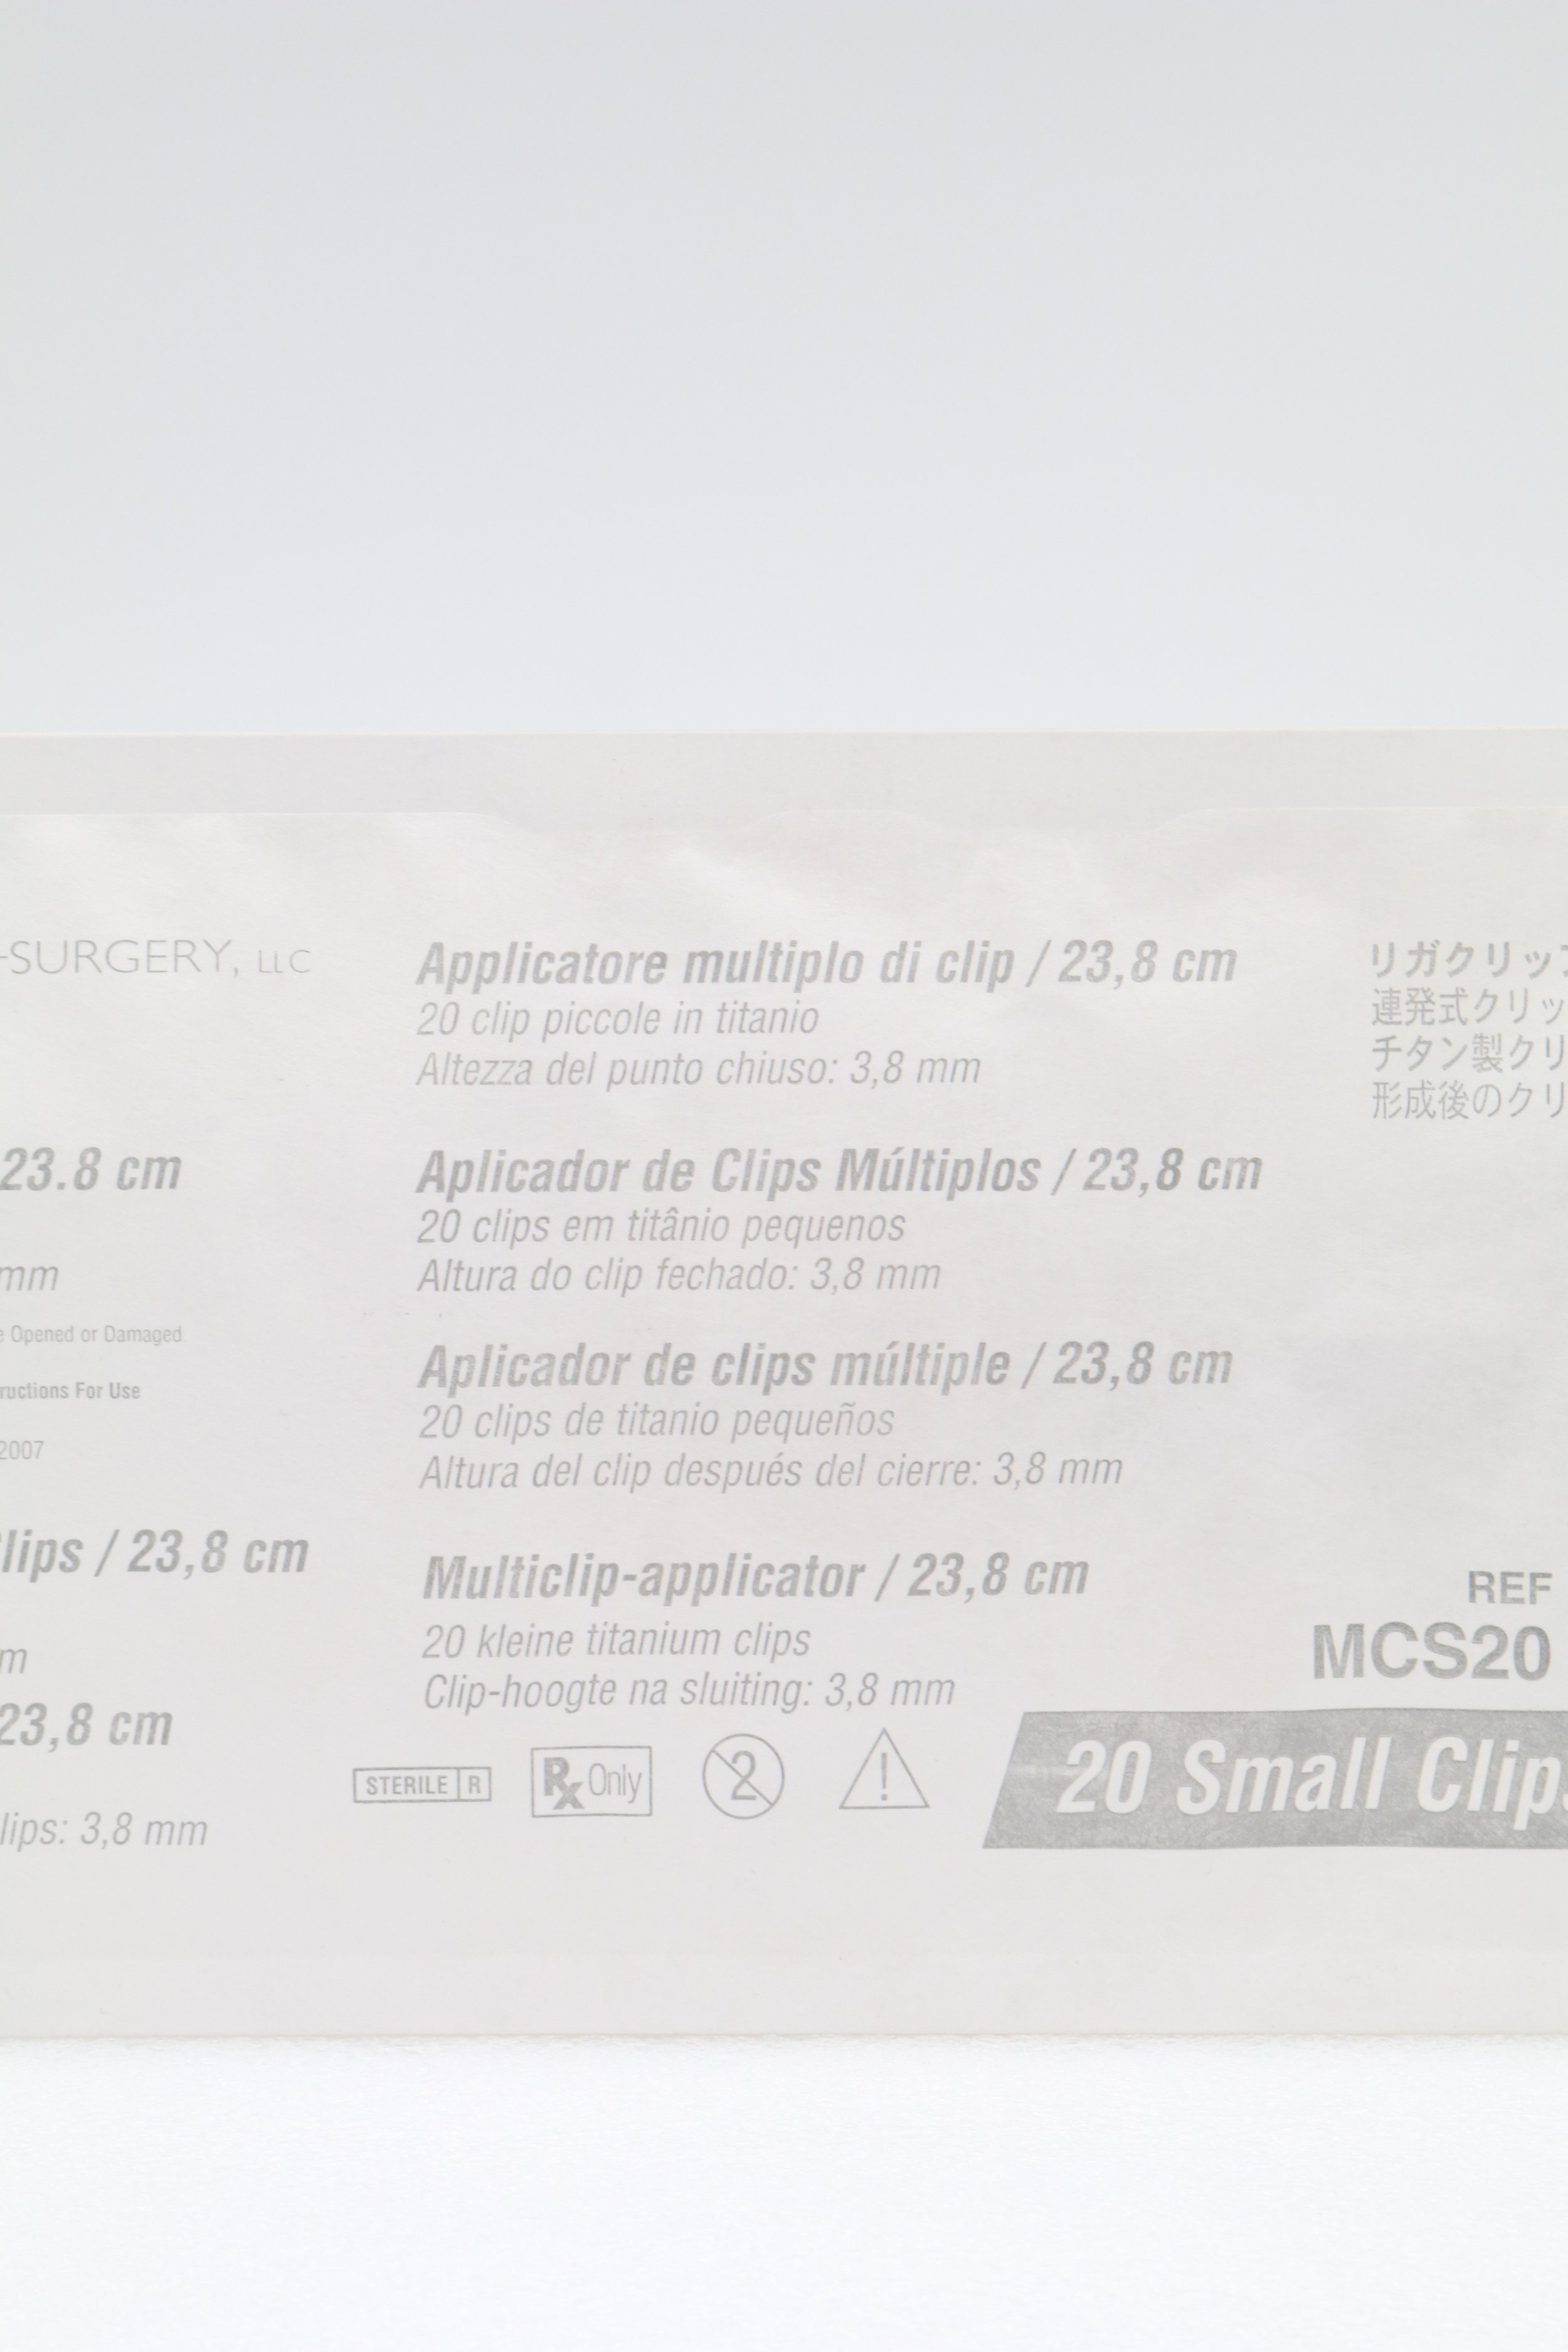 -SURGERY, LLC
23.8 cm
mm
Opened or Damaged
For Use
2007
/ 23,8 cm
23,8 cm
3,8 mm
Applicatore multiplo di clip / 23,8 cm
20 clip piccole in titanio
Altezza del punto chiuso: 3,8 mm
Aplicador de Clips Múltiplos / 23,8 cm
20 clips em titânio pequenos
Altura do clip fechado: 3,8 mm
Aplicador de clips múltiple / 23,8 cm
20 clips de titanio pequeños
Altura del clip después del cierre: 3,8 mm
Multiclip-applicator / 23,8 cm
20 kleine titanium clips
Clip-hoogte na sluiting: 3,8 mm
STERILE R
Rx Only
2
!
リガクリップ
連発式クリッ
チタン製クリ
形成後のクリ
REF
MCS20
20 Small Clips